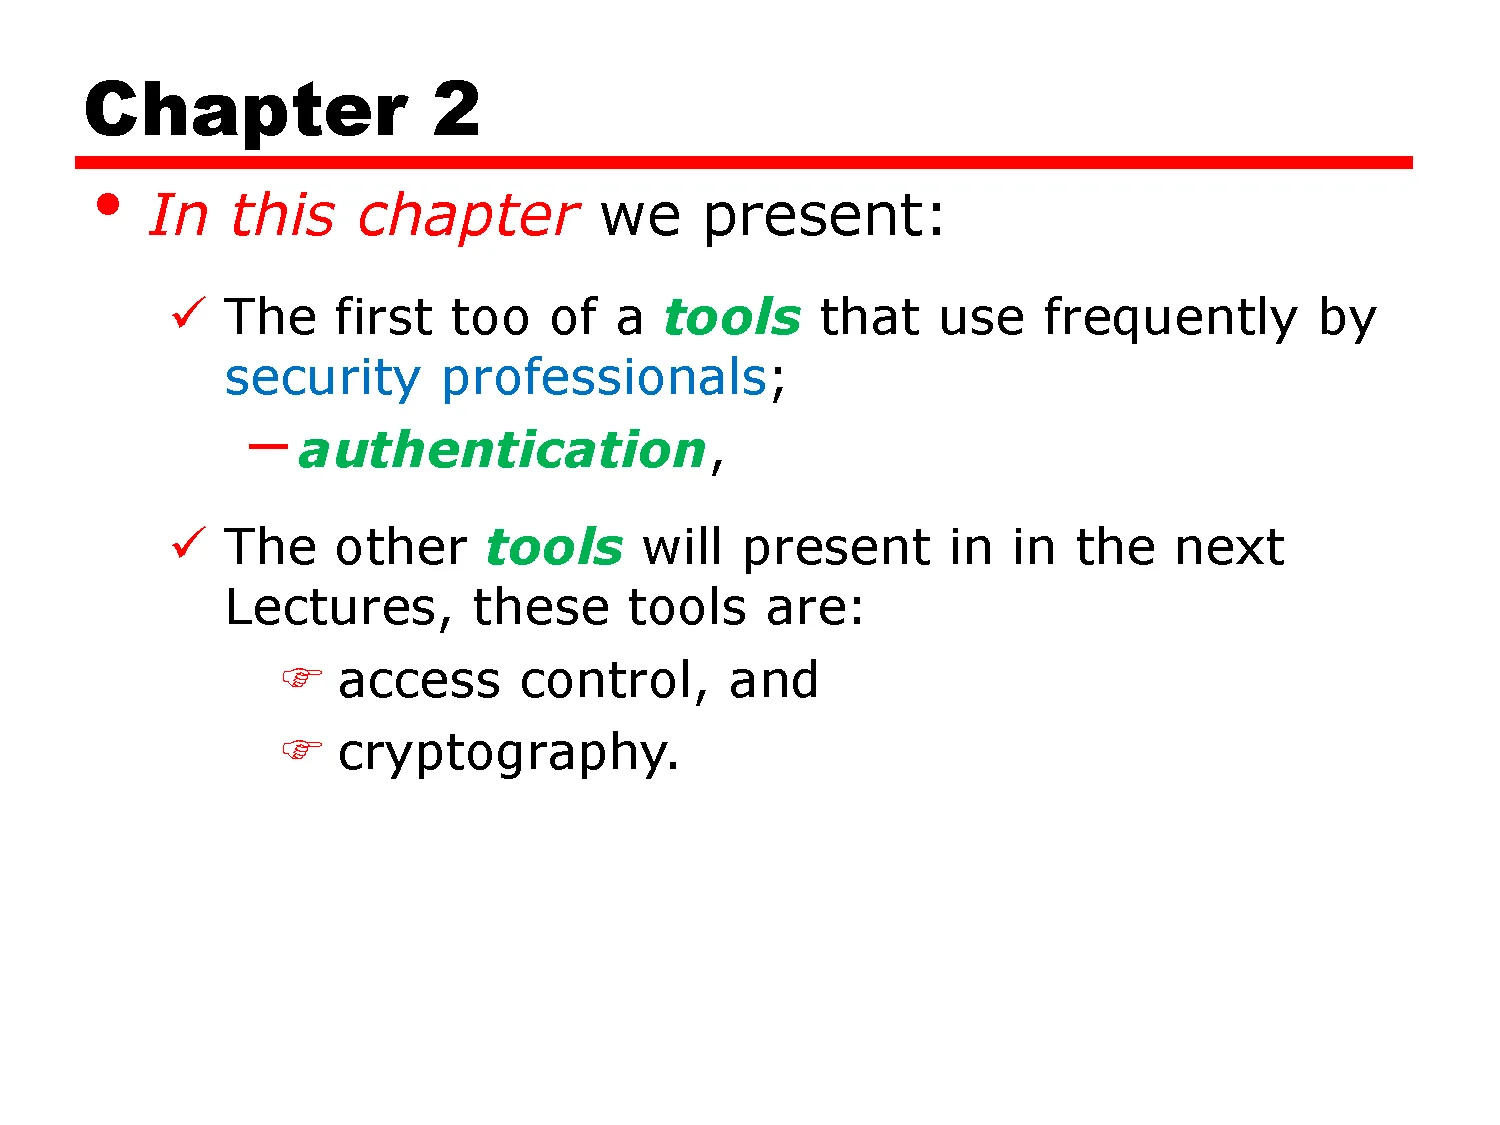 Chapter 2
• In this chapter we present:
✓ The first too of a tools that use frequently by
security professionals;
– authentication,
✓ The other tools will present in in the next
Lectures, these tools are:
☞ access control, and
☞ cryptography.